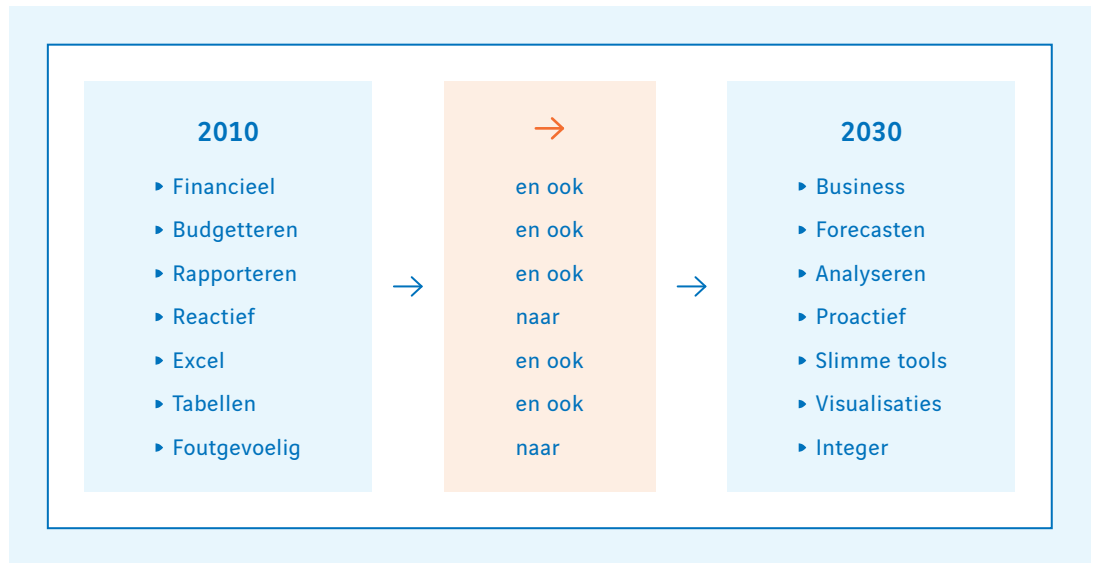 2010
Financieel
Budgetteren
Rapporteren
Reactief
Excel
Tabellen
Foutgevoelig
en ook
en ook
en ook
naar
en ook
en ook
naar
2030
Business
Forecasten
Analyseren
Proactief
Slimme tools
Visualisaties
Integer